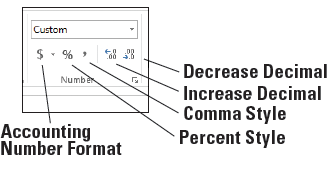 Custom
$ % , ←.0 .00 .00 →.0
Number
Decrease Decimal
Increase Decimal
Comma Style
Percent Style
Accounting
Number Format